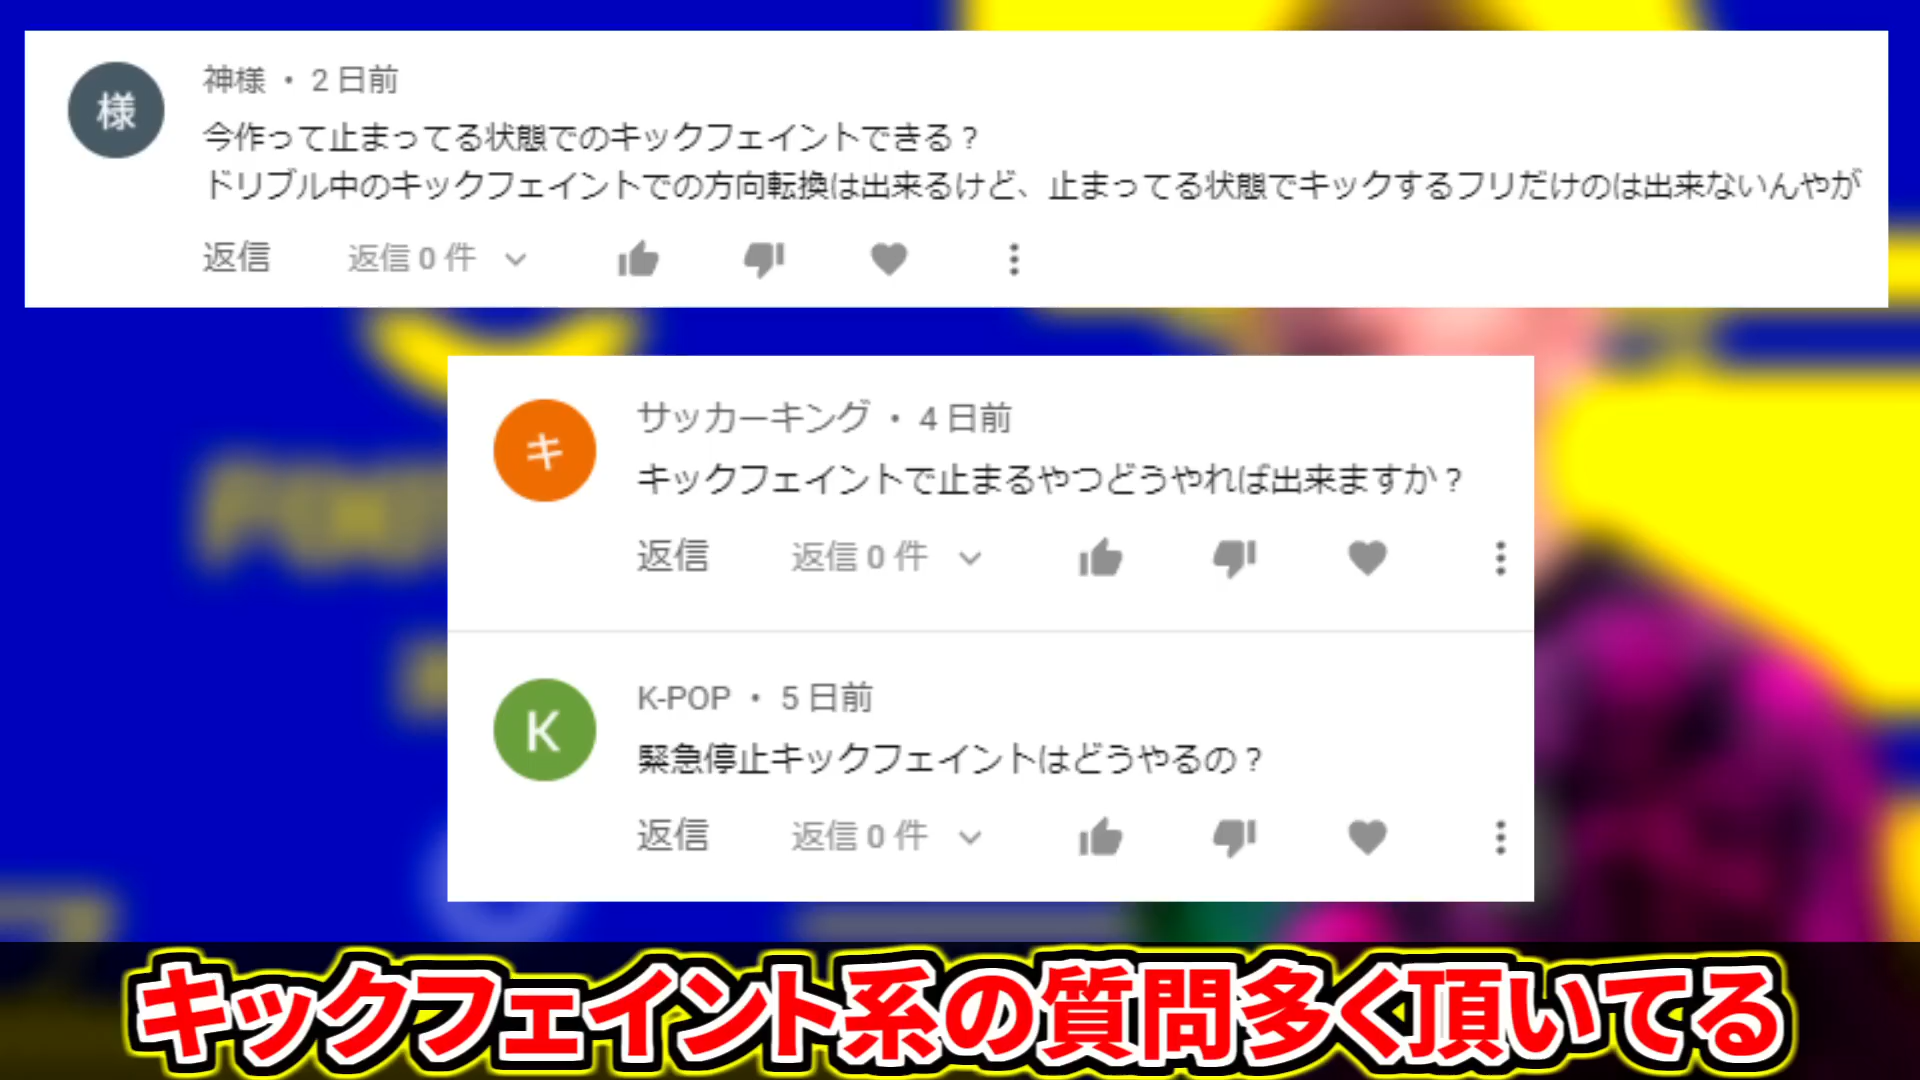 様
神様 • 2 日前
今作って止まってる状態でのキックフェイントできる？
ドリブル中のキックフェイントでの方向転換は出来るけど、止まってる状態でキックするフリだけのは出来ないんやが
返信 返信 0 件
キ
サッカーキング • 4 日前
キックフェイントで止まるやつどうやれば出来ますか？
返信 返信 0 件
K
K-POP • 5 日前
緊急停止キックフェイントはどうやるの？
返信 返信 0 件
キックフェイント系の質問多く頂いてる